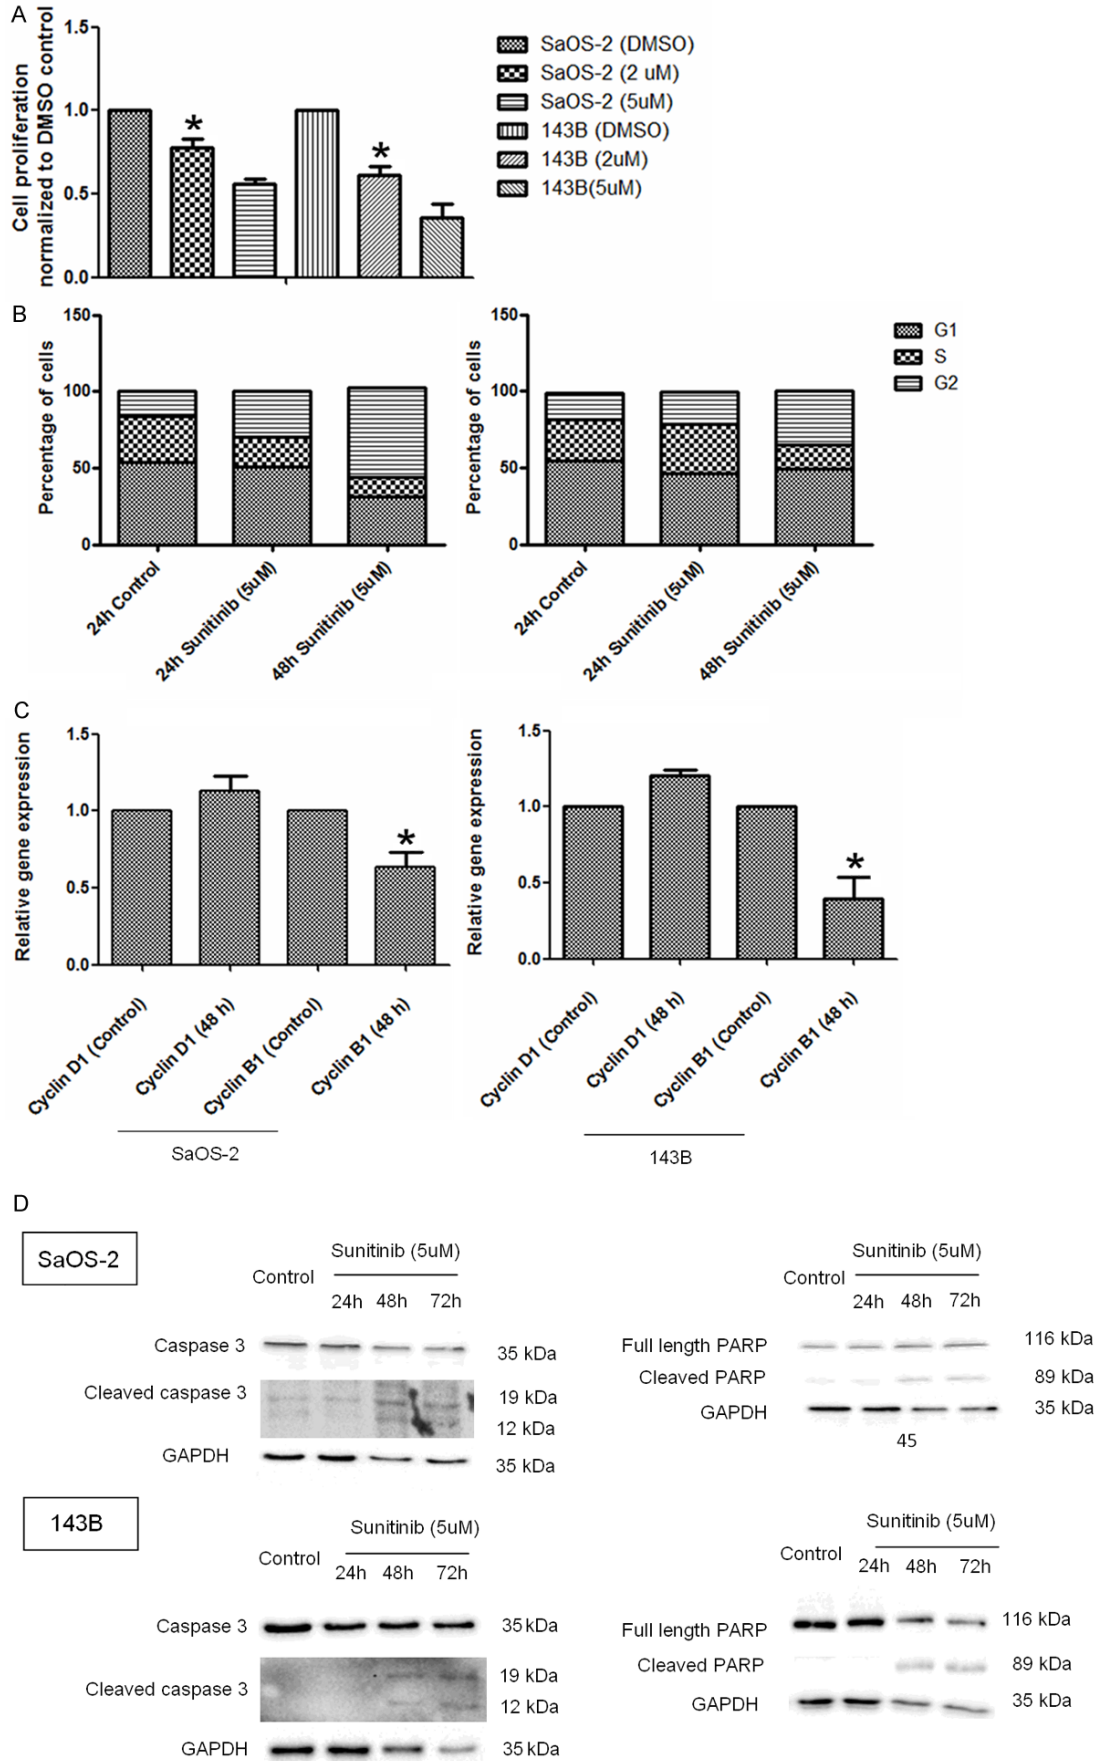 A
Cell proliferation
normalized to DMSO control
1.5
1.0
0.5
0.0
*
*
SaOS-2 (DMSO)
SaOS-2 (2 uM)
SaOS-2 (5uM)
143B (DMSO)
143B (2uM)
143B(5uM)
B
Percentage of cells
150
100
50
0
24h Control
24h Sunitinib (5uM)
48h Sunitinib (5uM)
Percentage of cells
150
100
50
0
24h Control
24h Sunitinib (5uM)
48h Sunitinib (5uM)
G1
S
G2
C
Relative gene expression
1.5
1.0
0.5
0.0
*
Cyclin D1 (Control)
Cyclin D1 (48 h)
Cyclin B1 (Control)
Cyclin B1 (48 h)
SaOS-2
Relative gene expression
1.5
1.0
0.5
0.0
*
Cyclin D1 (Control)
Cyclin D1 (48 h)
Cyclin B1 (Control)
Cyclin B1 (48 h)
143B
D
SaOS-2
Sunitinib (5uM)
Control
24h 48h 72h
Caspase 3
35 kDa
Cleaved caspase 3
19 kDa
12 kDa
GAPDH
35 kDa
Sunitinib (5uM)
Control
24h 48h 72h
Full length PARP
116 kDa
Cleaved PARP
89 kDa
GAPDH
35 kDa
45
143B
Sunitinib (5uM)
Control
24h 48h 72h
Caspase 3
35 kDa
Cleaved caspase 3
19 kDa
12 kDa
GAPDH
35 kDa
Sunitinib (5uM)
Control
24h 48h 72h
Full length PARP
116 kDa
Cleaved PARP
89 kDa
GAPDH
35 kDa